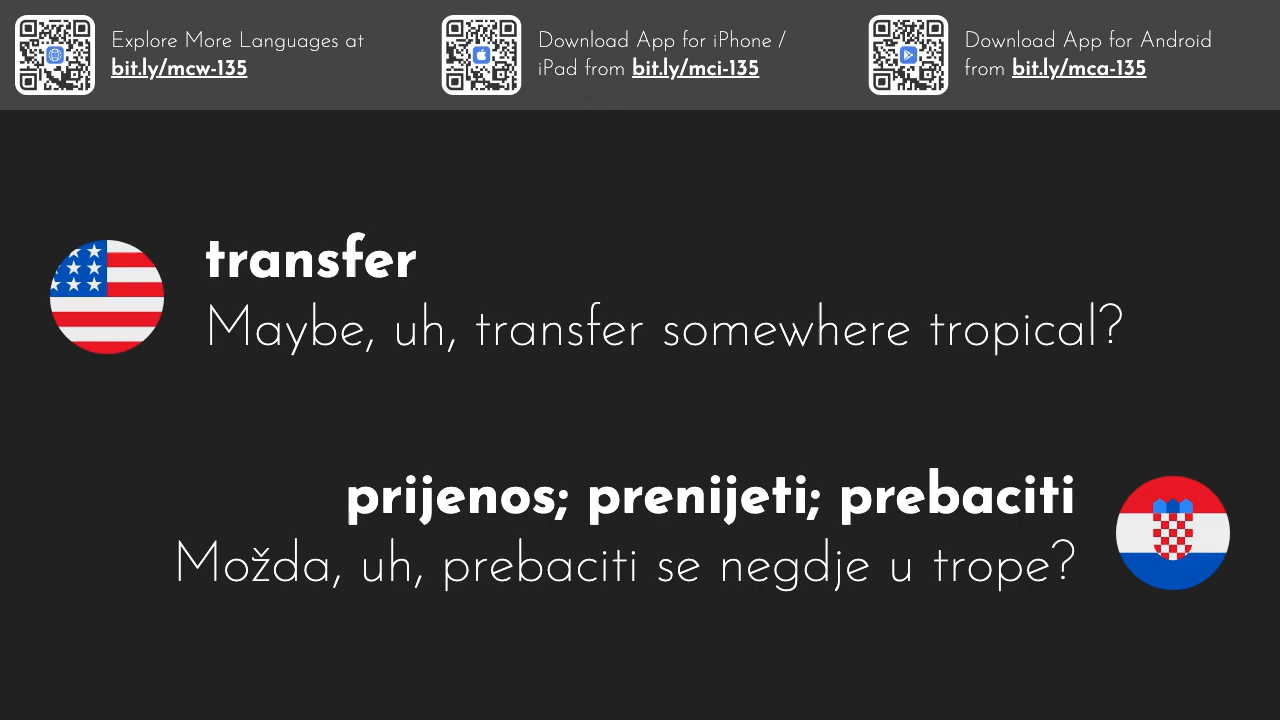 Explore More Languages at
bit.ly/mcw-135
Download App for iPhone /
iPad from bit.ly/mci-135
Download App for Android
from bit.ly/mca-135
transfer
Maybe, uh, transfer somewhere tropical?
prijenos; prenijeti; prebaciti
Možda, uh, prebaciti se negdje u trope?